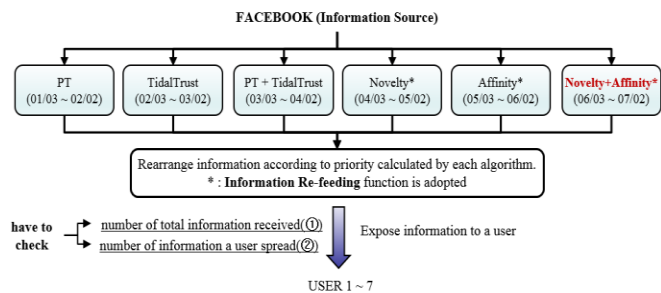 FACEBOOK (Information Source)
PT
(01/03 ~ 02/02)
TidalTrust
(02/03 ~ 03/02)
PT + TidalTrust
(03/03 ~ 04/02)
Novelty*
(04/03 ~ 05/02)
Affinity*
(05/03 ~ 06/02)
Novelty+Affinity*
(06/03 ~ 07/02)
Rearrange information according to priority calculated by each algorithm.
* : Information Re-feeding function is adopted
have to
check
number of total information received(①)
number of information a user spread(②)
Expose information to a user
USER 1 ~ 7